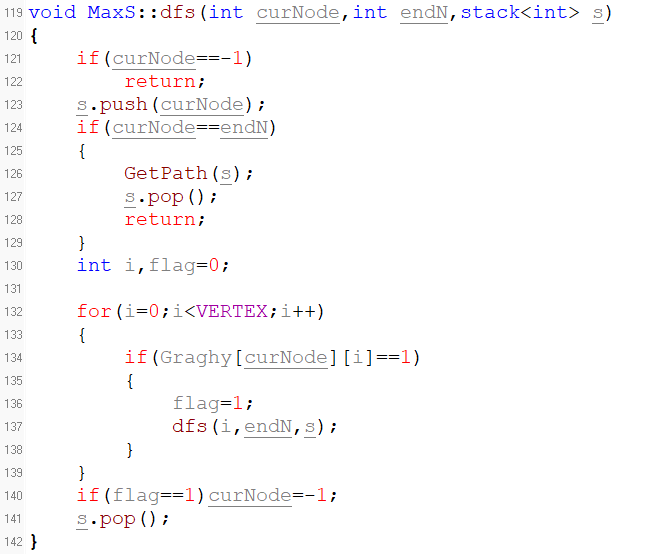 119 void MaxS::dfs(int curNode,int endN,stack<int> s)
120 {
121     if(curNode==-1)
122         return;
123     s.push(curNode);
124     if(curNode==endN)
125     {
126         GetPath(s);
127         s.pop();
128         return;
129     }
130     int i,flag=0;
131
132     for(i=0;i<VERTEX;i++)
133     {
134         if(Graghy[curNode][i]==1)
135         {
136             flag=1;
137             dfs(i,endN,s);
138         }
139     }
140     if(flag==1)curNode=-1;
141     s.pop();
142 }